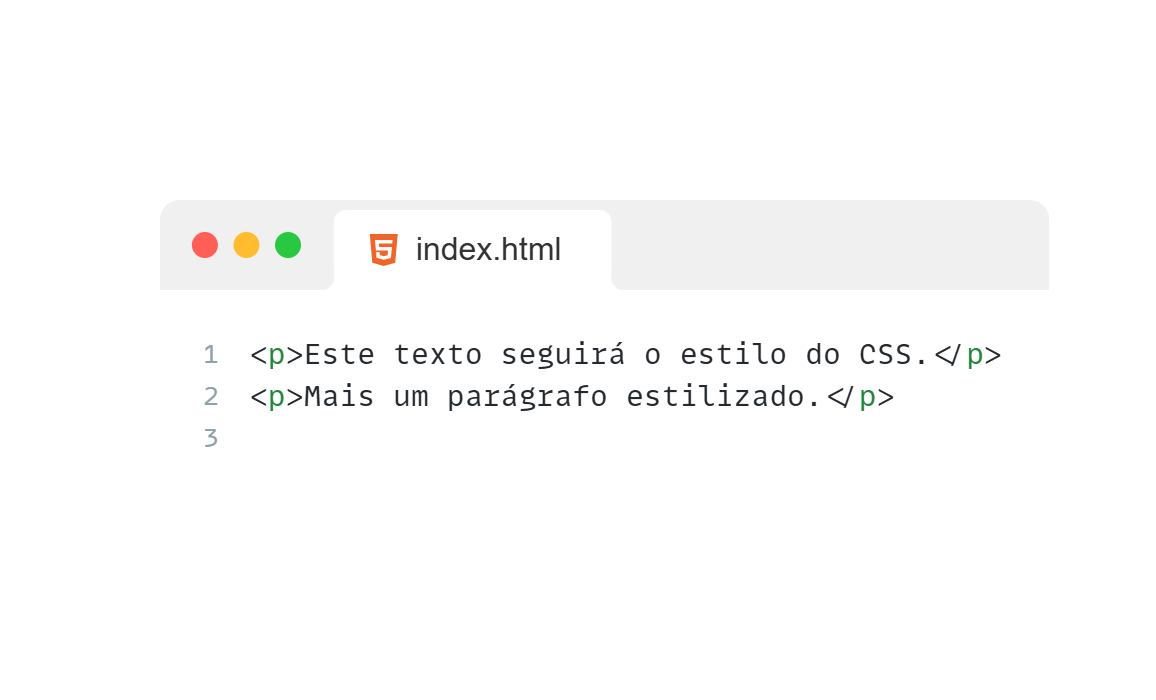 index.html
1 <p>Este texto seguirá o estilo do CSS.</p>
2 <p>Mais um parágrafo estilizado.</p>
3